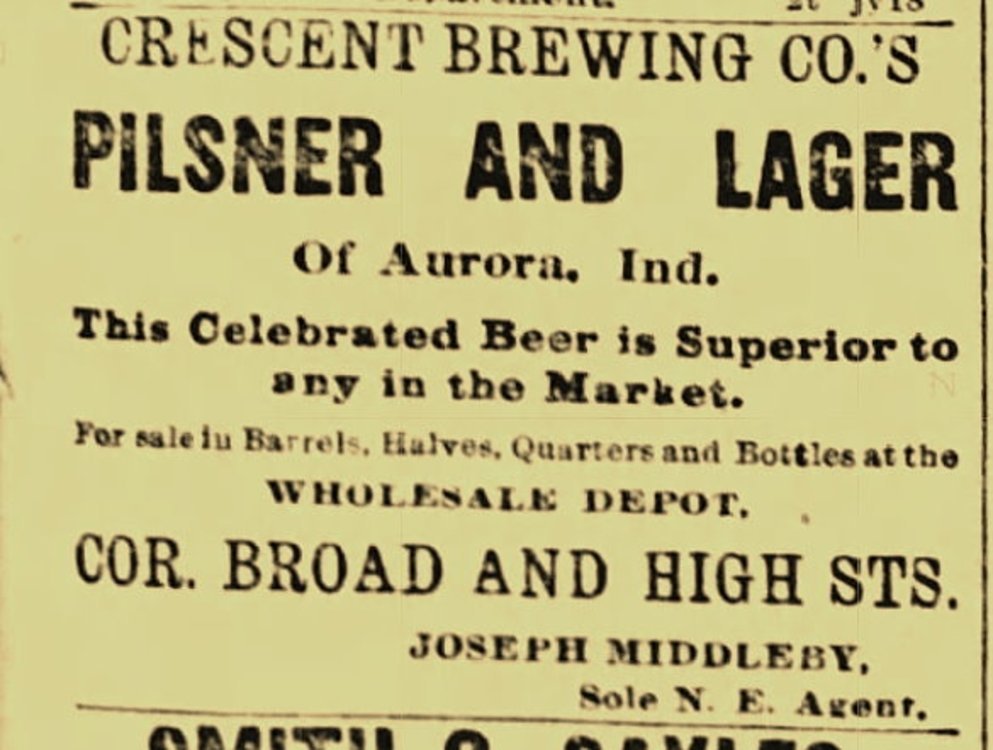 CRESCENT BREWING CO.'S
PILSNER AND LAGER
Of Aurora, Ind.
This Celebrated Beer is Superior to
any in the Market.
For sale in Barrels, Halves, Quarters and Bottles at the
WHOLESALE DEPOT,
COR. BROAD AND HIGH STS.
JOSEPH MIDDLEBY,
Sole N. E. Agent.